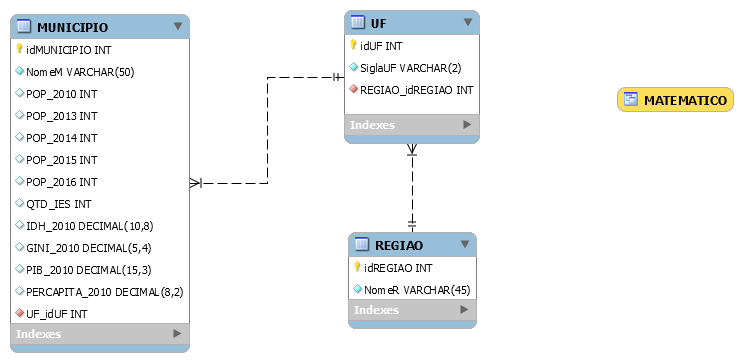 MUNICIPIO
idMUNICIPIO INT
NomeM VARCHAR(50)
POP_2010 INT
POP_2013 INT
POP_2014 INT
POP_2015 INT
POP_2016 INT
QTD_IES INT
IDH_2010 DECIMAL(10,8)
GINI_2010 DECIMAL(5,4)
PIB_2010 DECIMAL(15,3)
PERCAPITA_2010 DECIMAL(8,2)
UF_idUF INT
Indexes
UF
idUF INT
SiglaUF VARCHAR(2)
REGIAO_idREGIAO INT
Indexes
REGIAO
idREGIAO INT
NomeR VARCHAR(45)
Indexes
MATEMATICO